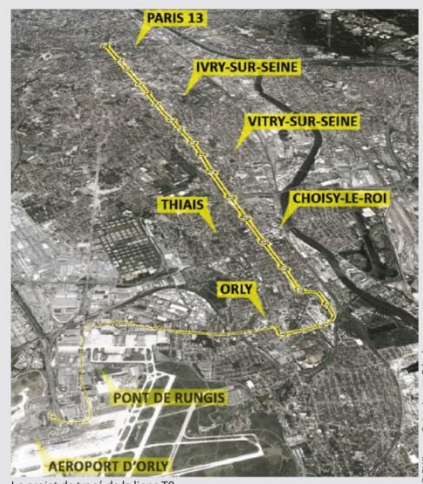 PARIS 13
IVRY-SUR-SEINE
VITRY-SUR-SEINE
THIAIS
CHOISY-LE-ROI
ORLY
PONT DE RUNGIS
AEROPORT D'ORLY